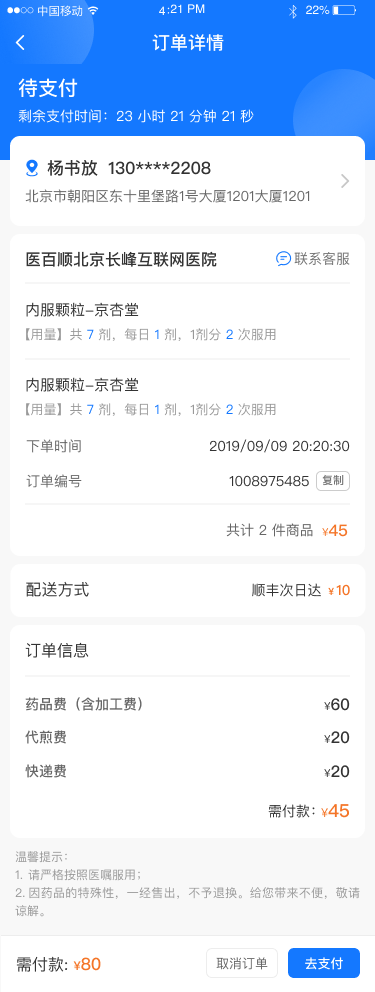 中国移动 4:21 PM 22%
订单详情
待支付
剩余支付时间：23 小时 21 分钟 21 秒
杨书放 130****2208
北京市朝阳区东十里堡路1号大厦1201大厦1201
医百顺北京长峰互联网医院 联系客服
内服颗粒-京杏堂
【用量】共 7 剂，每日 1 剂，1剂分 2 次服用
内服颗粒-京杏堂
【用量】共 7 剂，每日 1 剂，1剂分 2 次服用
下单时间 2019/09/09 20:20:30
订单编号 1008975485 复制
共计 2 件商品 ¥45
配送方式 顺丰次日达 ¥10
订单信息
药品费（含加工费） ¥60
代煎费 ¥20
快递费 ¥20
需付款：¥45
温馨提示：
1. 请严格按照医嘱服用；
2. 因药品的特殊性，一经售出，不予退换。给您带来不便，敬请
谅解。
需付款: ¥80 取消订单 去支付